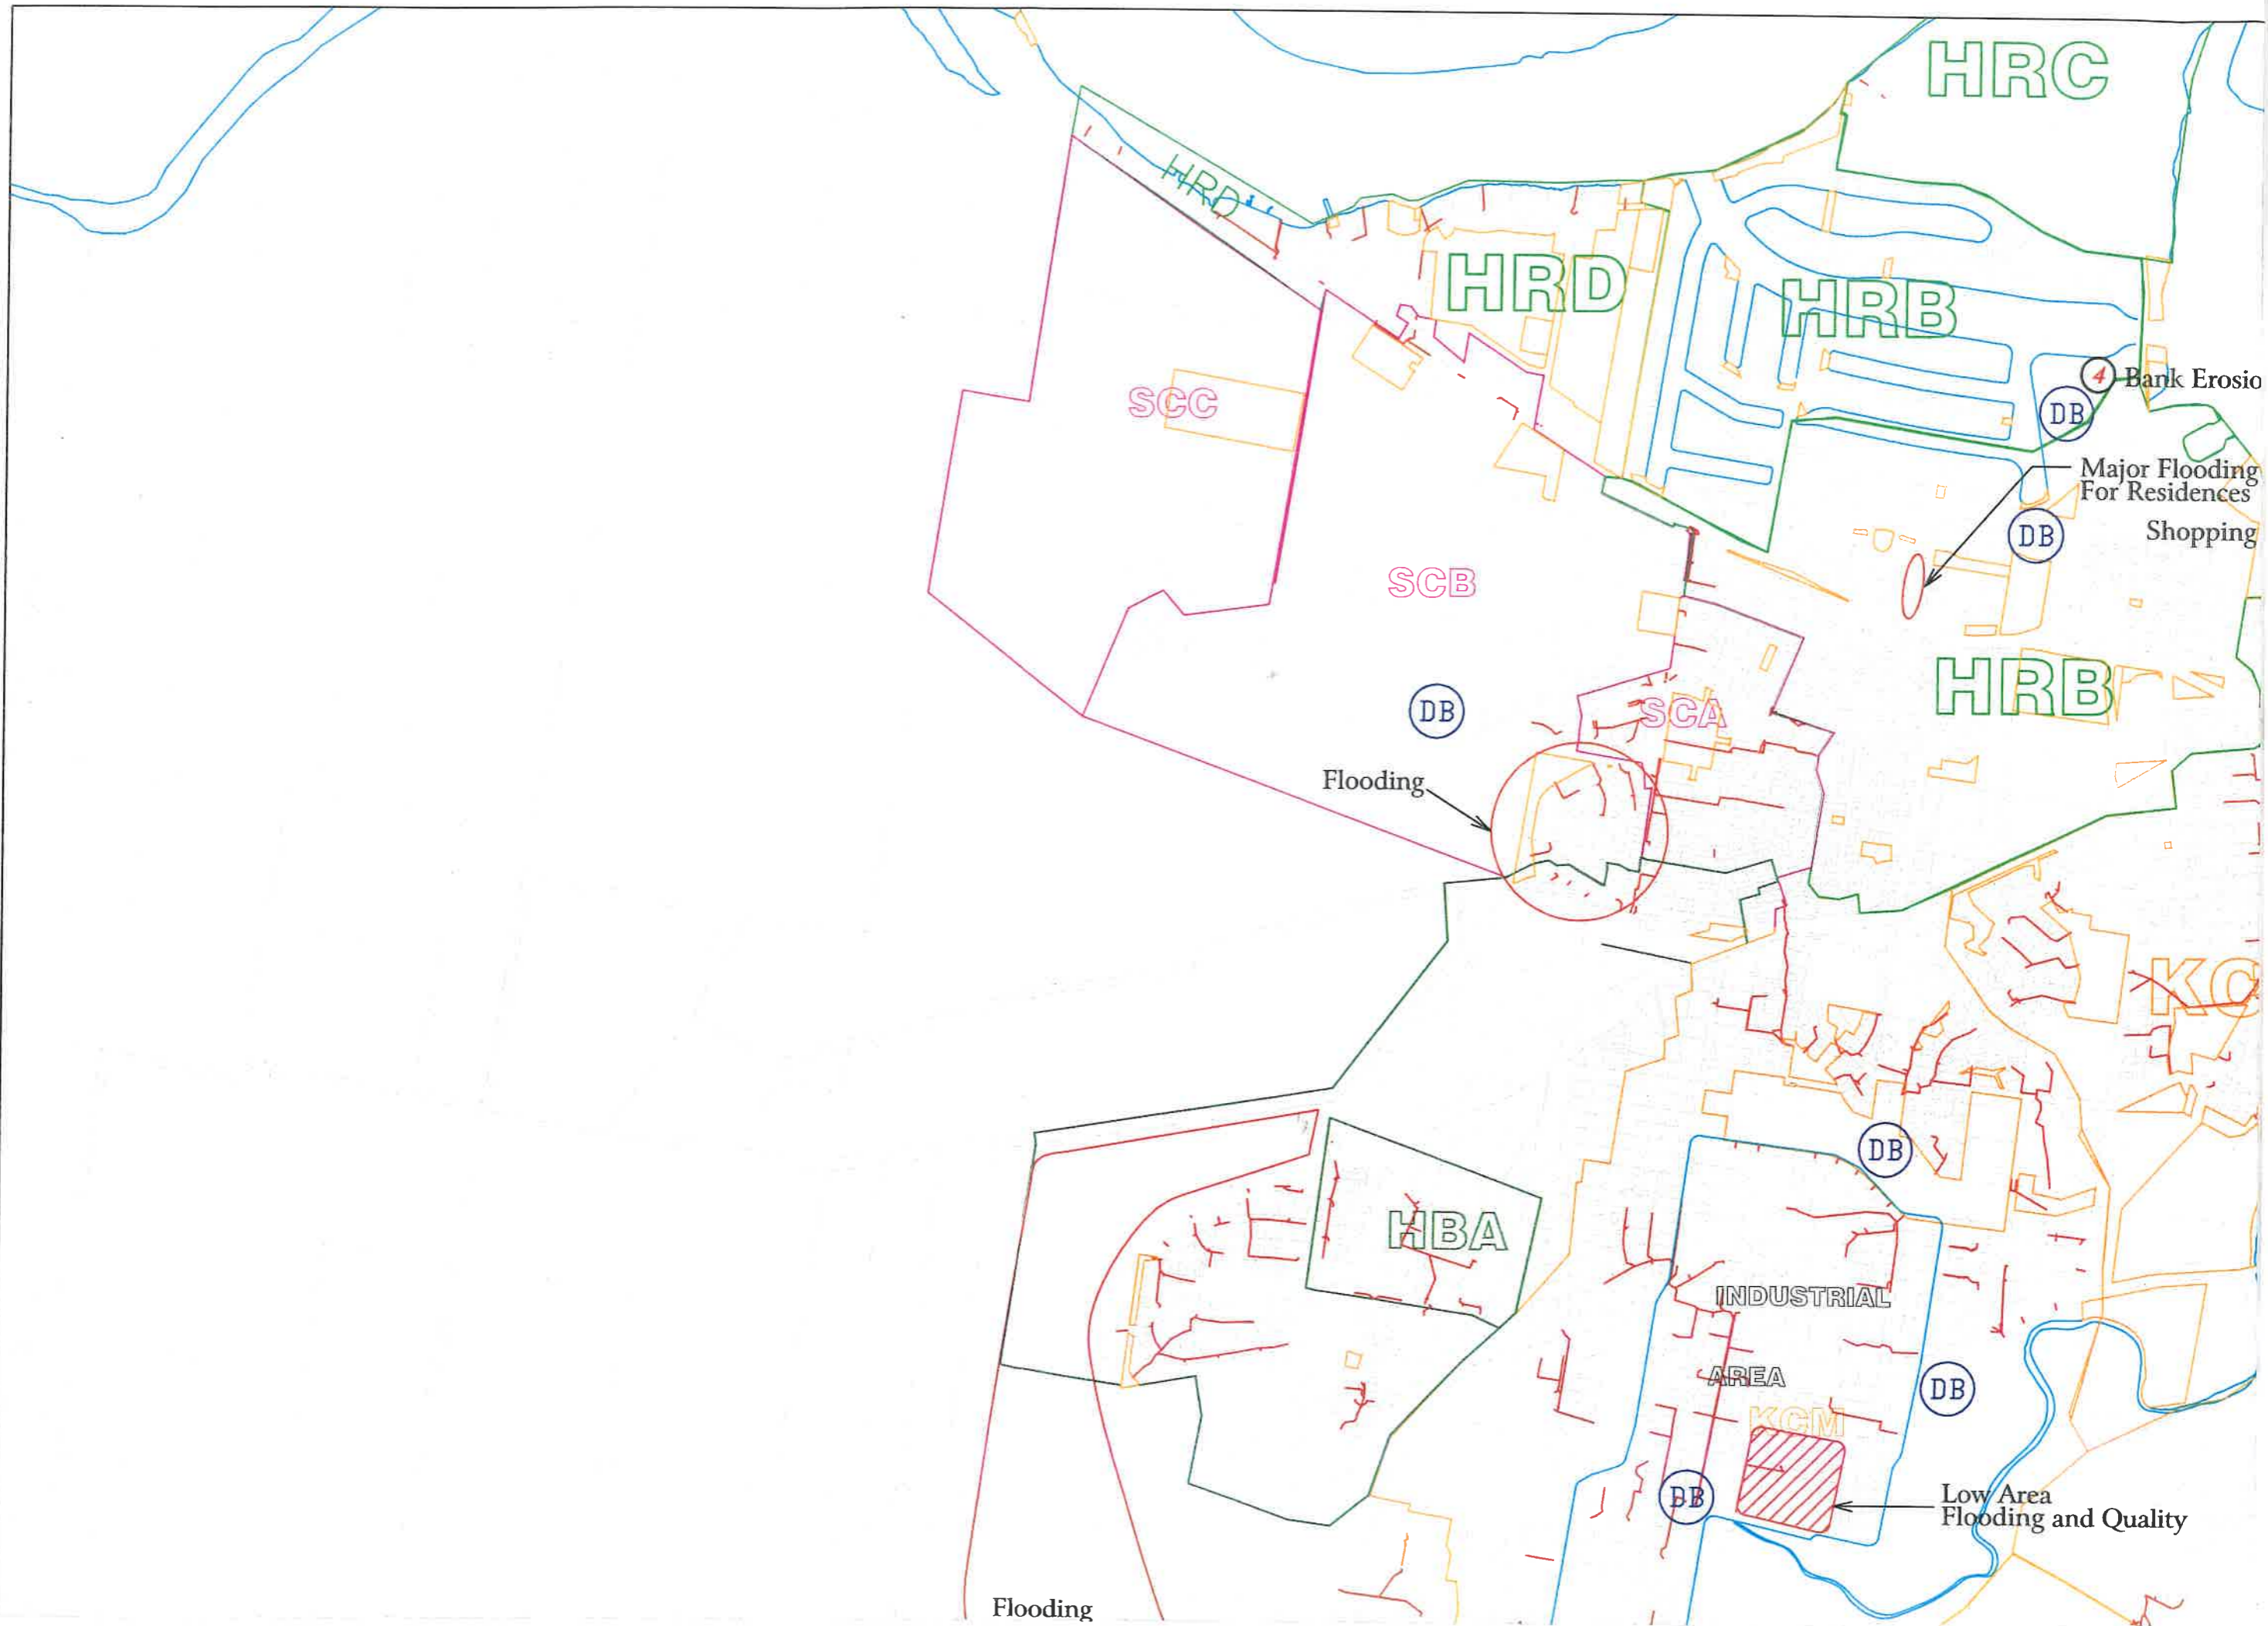 HRC
HRD
HRD
HRB
4
Bank Erosio
SCC
DB
Major Flooding
For Residences
DB
Shopping
SCB
HRB
DB
SCA
Flooding
KC
DB
HBA
INDUSTRIAL
AREA
DB
KCM
DB
Low Area
Flooding and Quality
Flooding